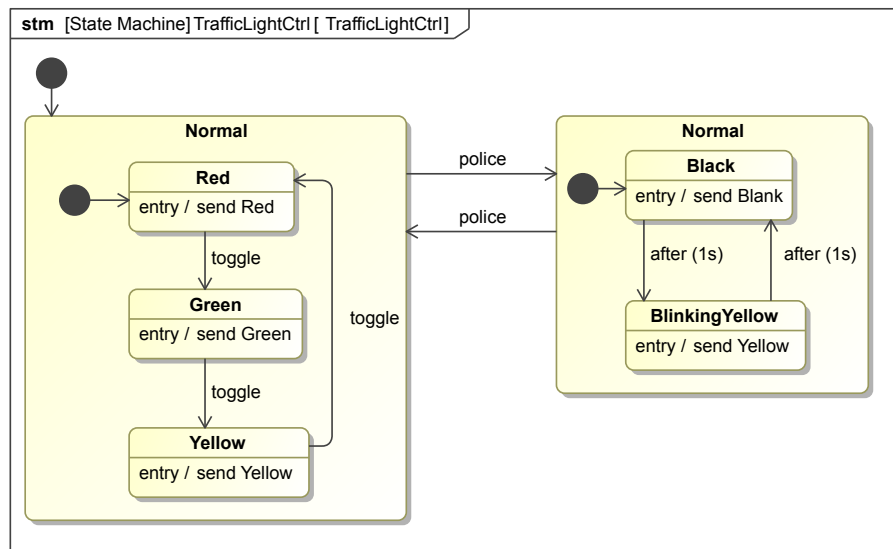 stm [State Machine] TrafficLightCtrl [ TrafficLightCtrl]
Normal
Red
entry / send Red
toggle
Green
entry / send Green
toggle
toggle
Yellow
entry / send Yellow
police
police
Normal
Black
entry / send Blank
after (1s)
after (1s)
BlinkingYellow
entry / send Yellow